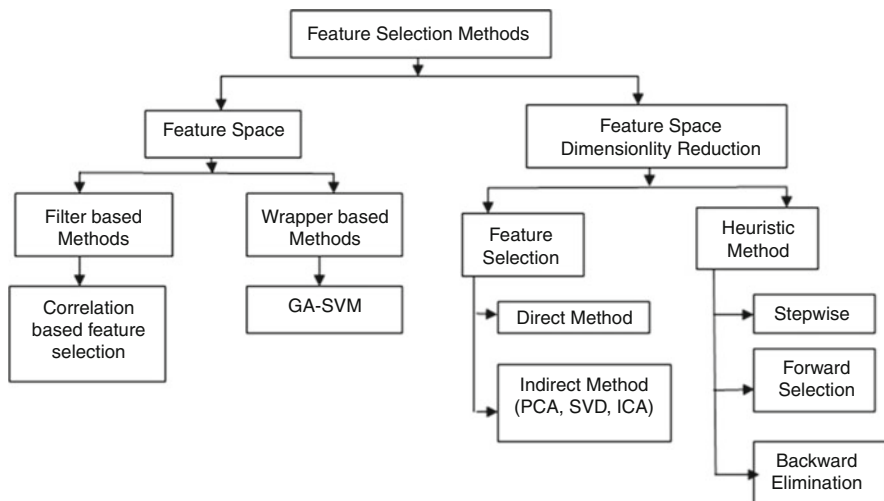 Feature Selection Methods
Feature Space
Feature Space
Dimensionlity Reduction
Filter based
Methods
Wrapper based
Methods
Feature
Selection
Heuristic
Method
Correlation
based feature
selection
GA-SVM
Direct Method
Stepwise
Indirect Method
(PCA, SVD, ICA)
Forward
Selection
Backward
Elimination